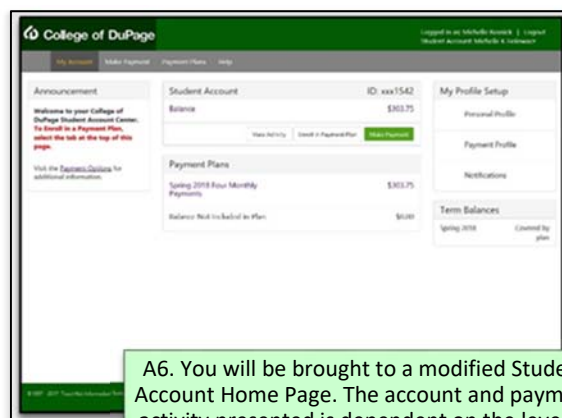 College of DuPage
Logged in as: Michelle | Logout
Student Account: Michelle
My Account Make Payment Payment Plans Help
Announcement
Welcome to your College of
DuPage Student Account Center.
To Enroll in a Payment Plan,
select the tab at the top of this
page.
Visit the Payment Options for
additional information.
Student Account ID: xxx1542
Balance $303.75
View Activity Enroll in Payment Plan Make Payment
Payment Plans
Spring 2018 Four Monthly
Payments $303.75
Balance Not Included in Plan $0.00
My Profile Setup
Personal Profile
Payment Profile
Notifications
Term Balances
Spring 2018 Covered by
plan
A6. You will be brought to a modified Stude
Account Home Page. The account and paym